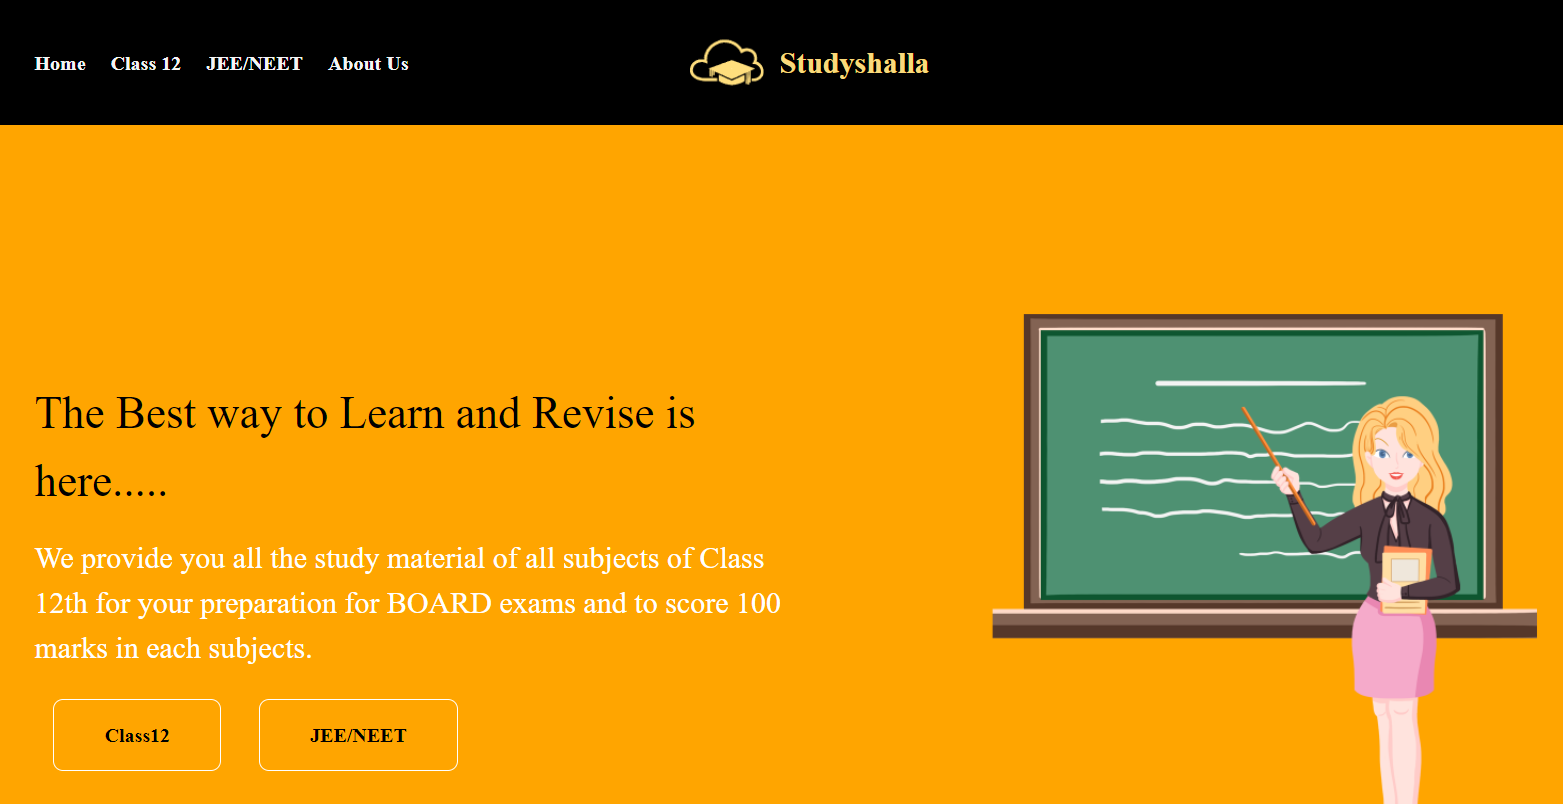 Home Class 12 JEE/NEET About Us
Studyshalla
The Best way to Learn and Revise is
here.....
We provide you all the study material of all subjects of Class
12th for your preparation for BOARD exams and to score 100
marks in each subjects.
Class12
JEE/NEET